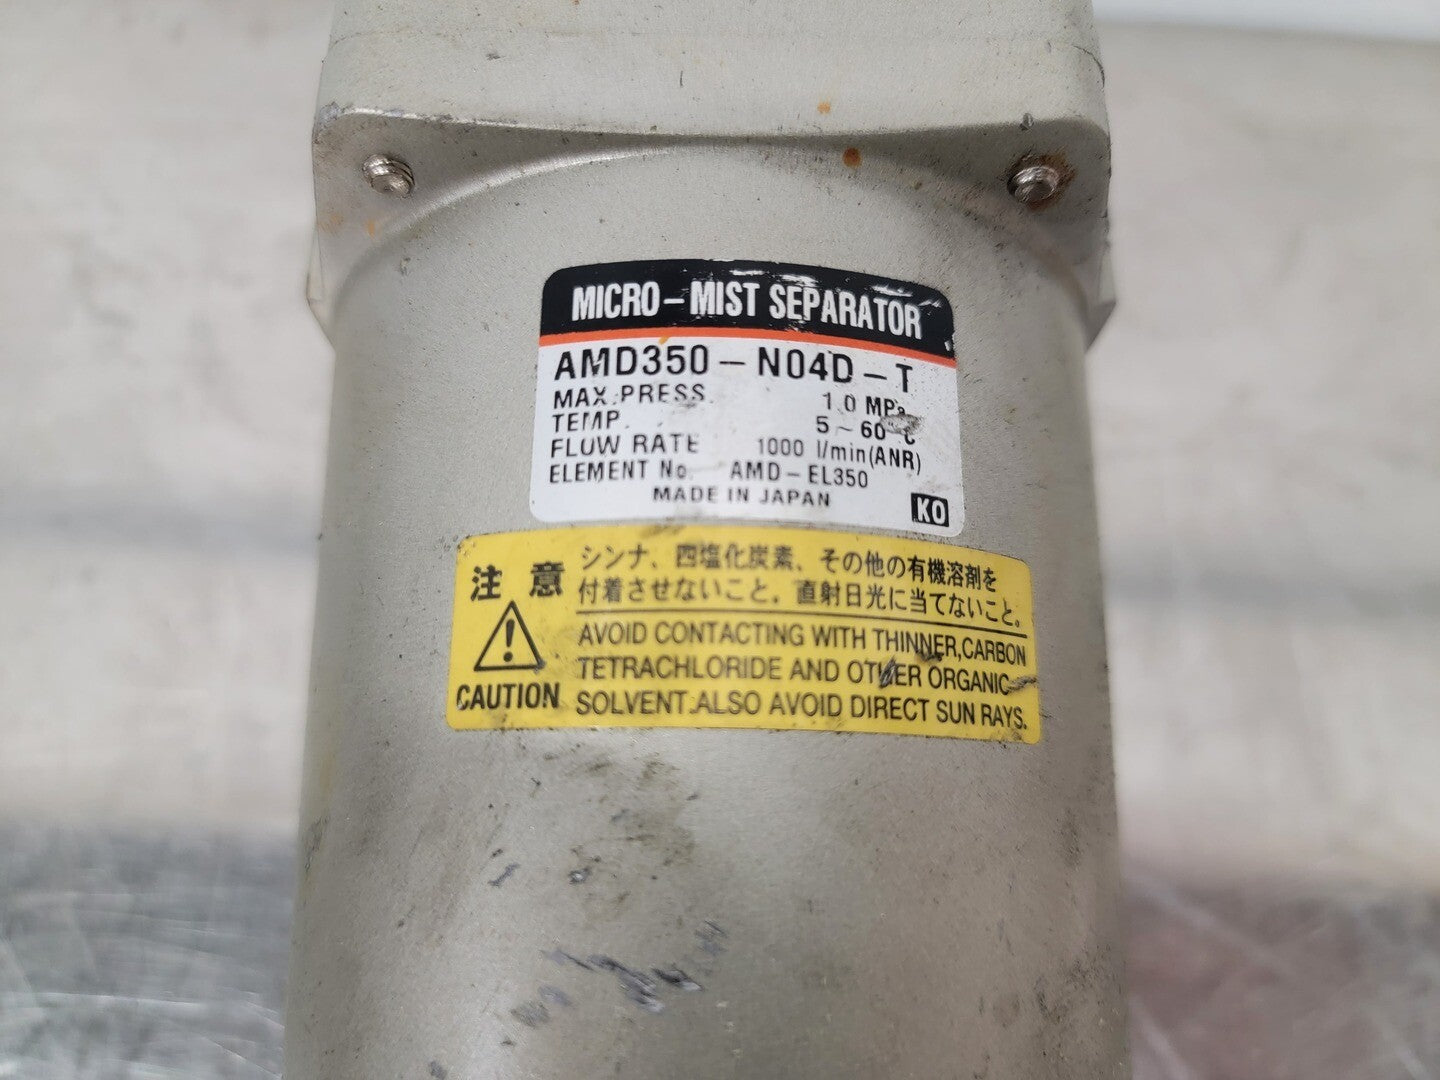 MICRO-MIST SEPARATOR
AMD350-N04D-T
MAX.PRESS. 1.0 MPa
TEMP. 5~60℃
FLOW RATE 1000 l/min(ANR)
ELEMENT No. AMD-EL350
MADE IN JAPAN
KO
注意
シンナ、四塩化炭素、その他の有機溶剤を
付着させないこと。直射日光に当てないこと。
CAUTION
AVOID CONTACTING WITH THINNER,CARBON
TETRACHLORIDE AND OTHER ORGANIC
SOLVENT.ALSO AVOID DIRECT SUN RAYS.